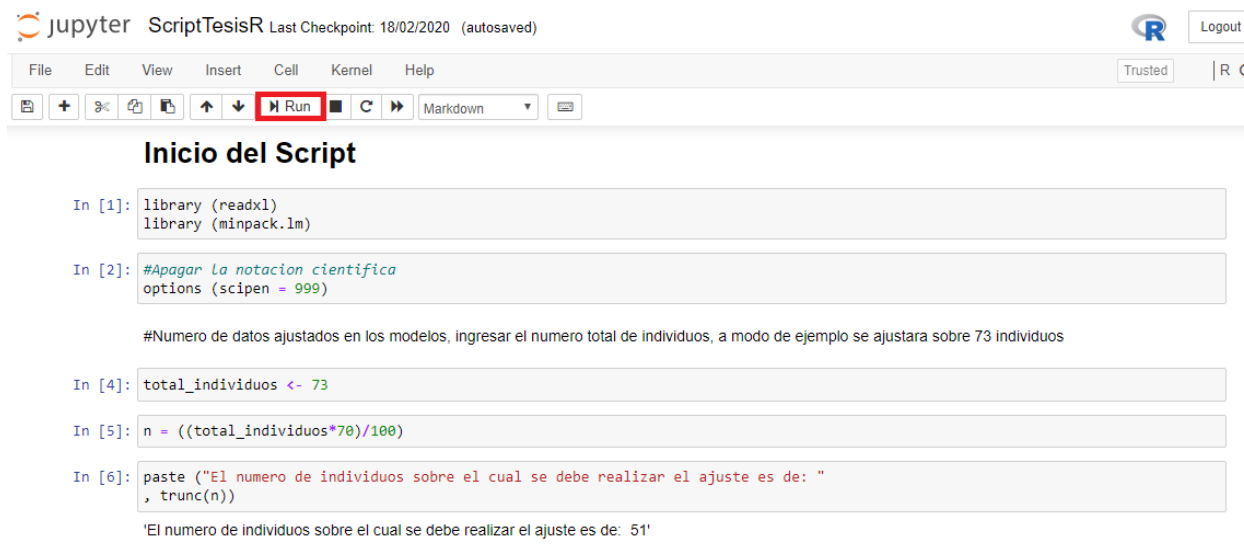 jupyter ScriptTesisR Last Checkpoint: 18/02/2020 (autosaved)
R
Logout
File Edit View Insert Cell Kernel Help
Trusted
R
Run
Markdown
Inicio del Script
In [1]: library (readxl)
library (minpack.lm)
In [2]: #Apagar la notacion cientifica
options (scipen = 999)
#Numero de datos ajustados en los modelos, ingresar el numero total de individuos, a modo de ejemplo se ajustara sobre 73 individuos
In [4]: total_individuos <- 73
In [5]: n = ((total_individuos*70)/100)
In [6]: paste ("El numero de individuos sobre el cual se debe realizar el ajuste es de: "
, trunc(n))
'El numero de individuos sobre el cual se debe realizar el ajuste es de:  51'